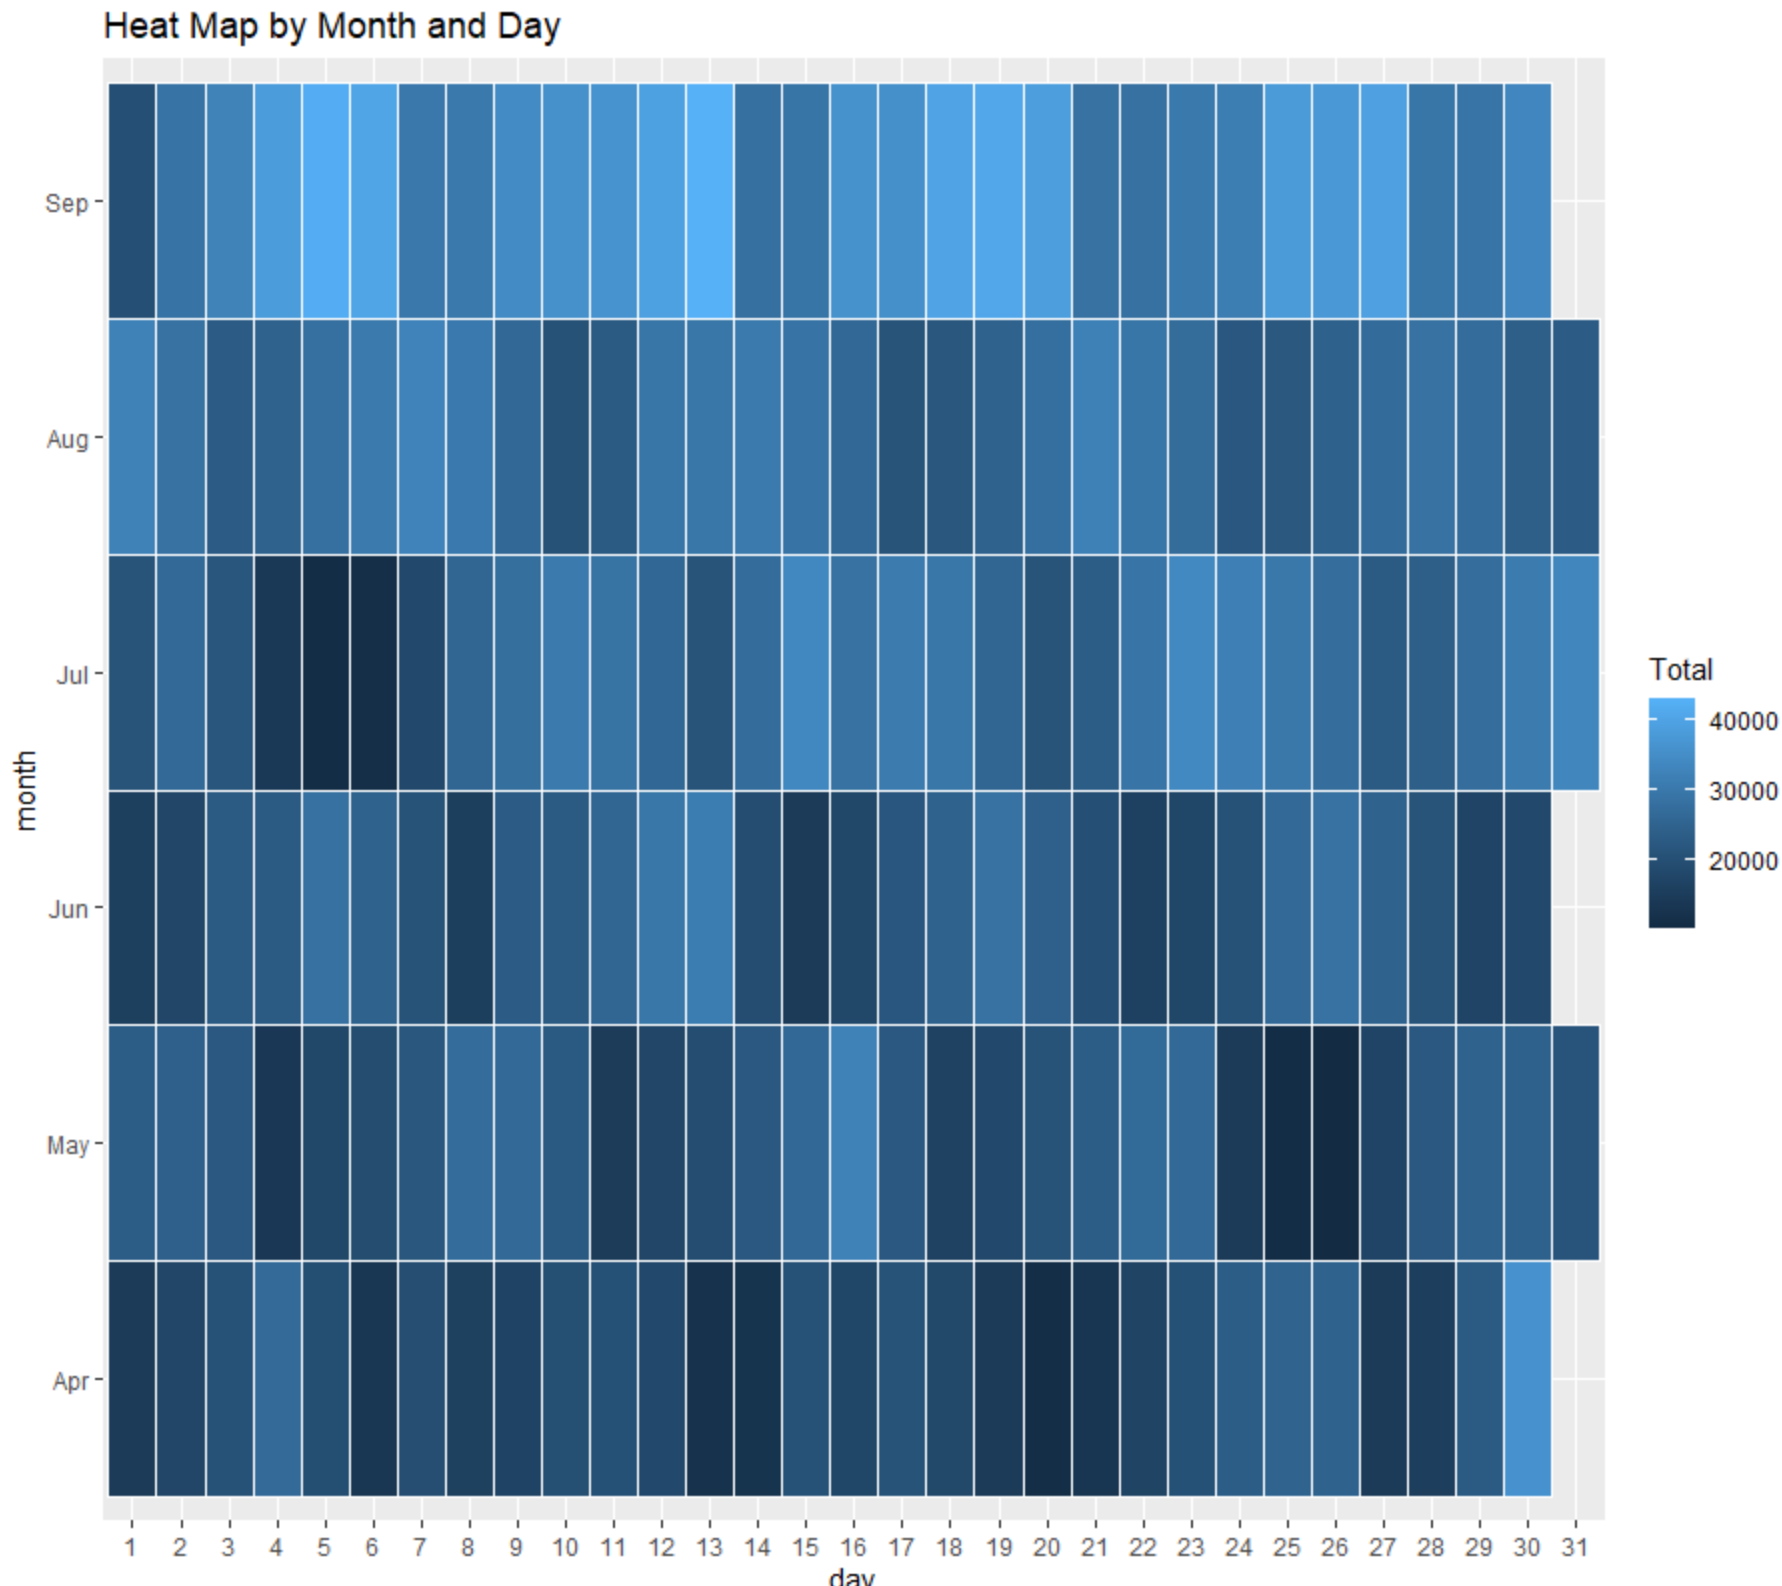 Heat Map by Month and Day
Sep
Aug
Jul
Jun
May
Apr
month
1 2 3 4 5 6 7 8 9 10 11 12 13 14 15 16 17 18 19 20 21 22 23 24 25 26 27 28 29 30 31
day
Total
40000
30000
20000